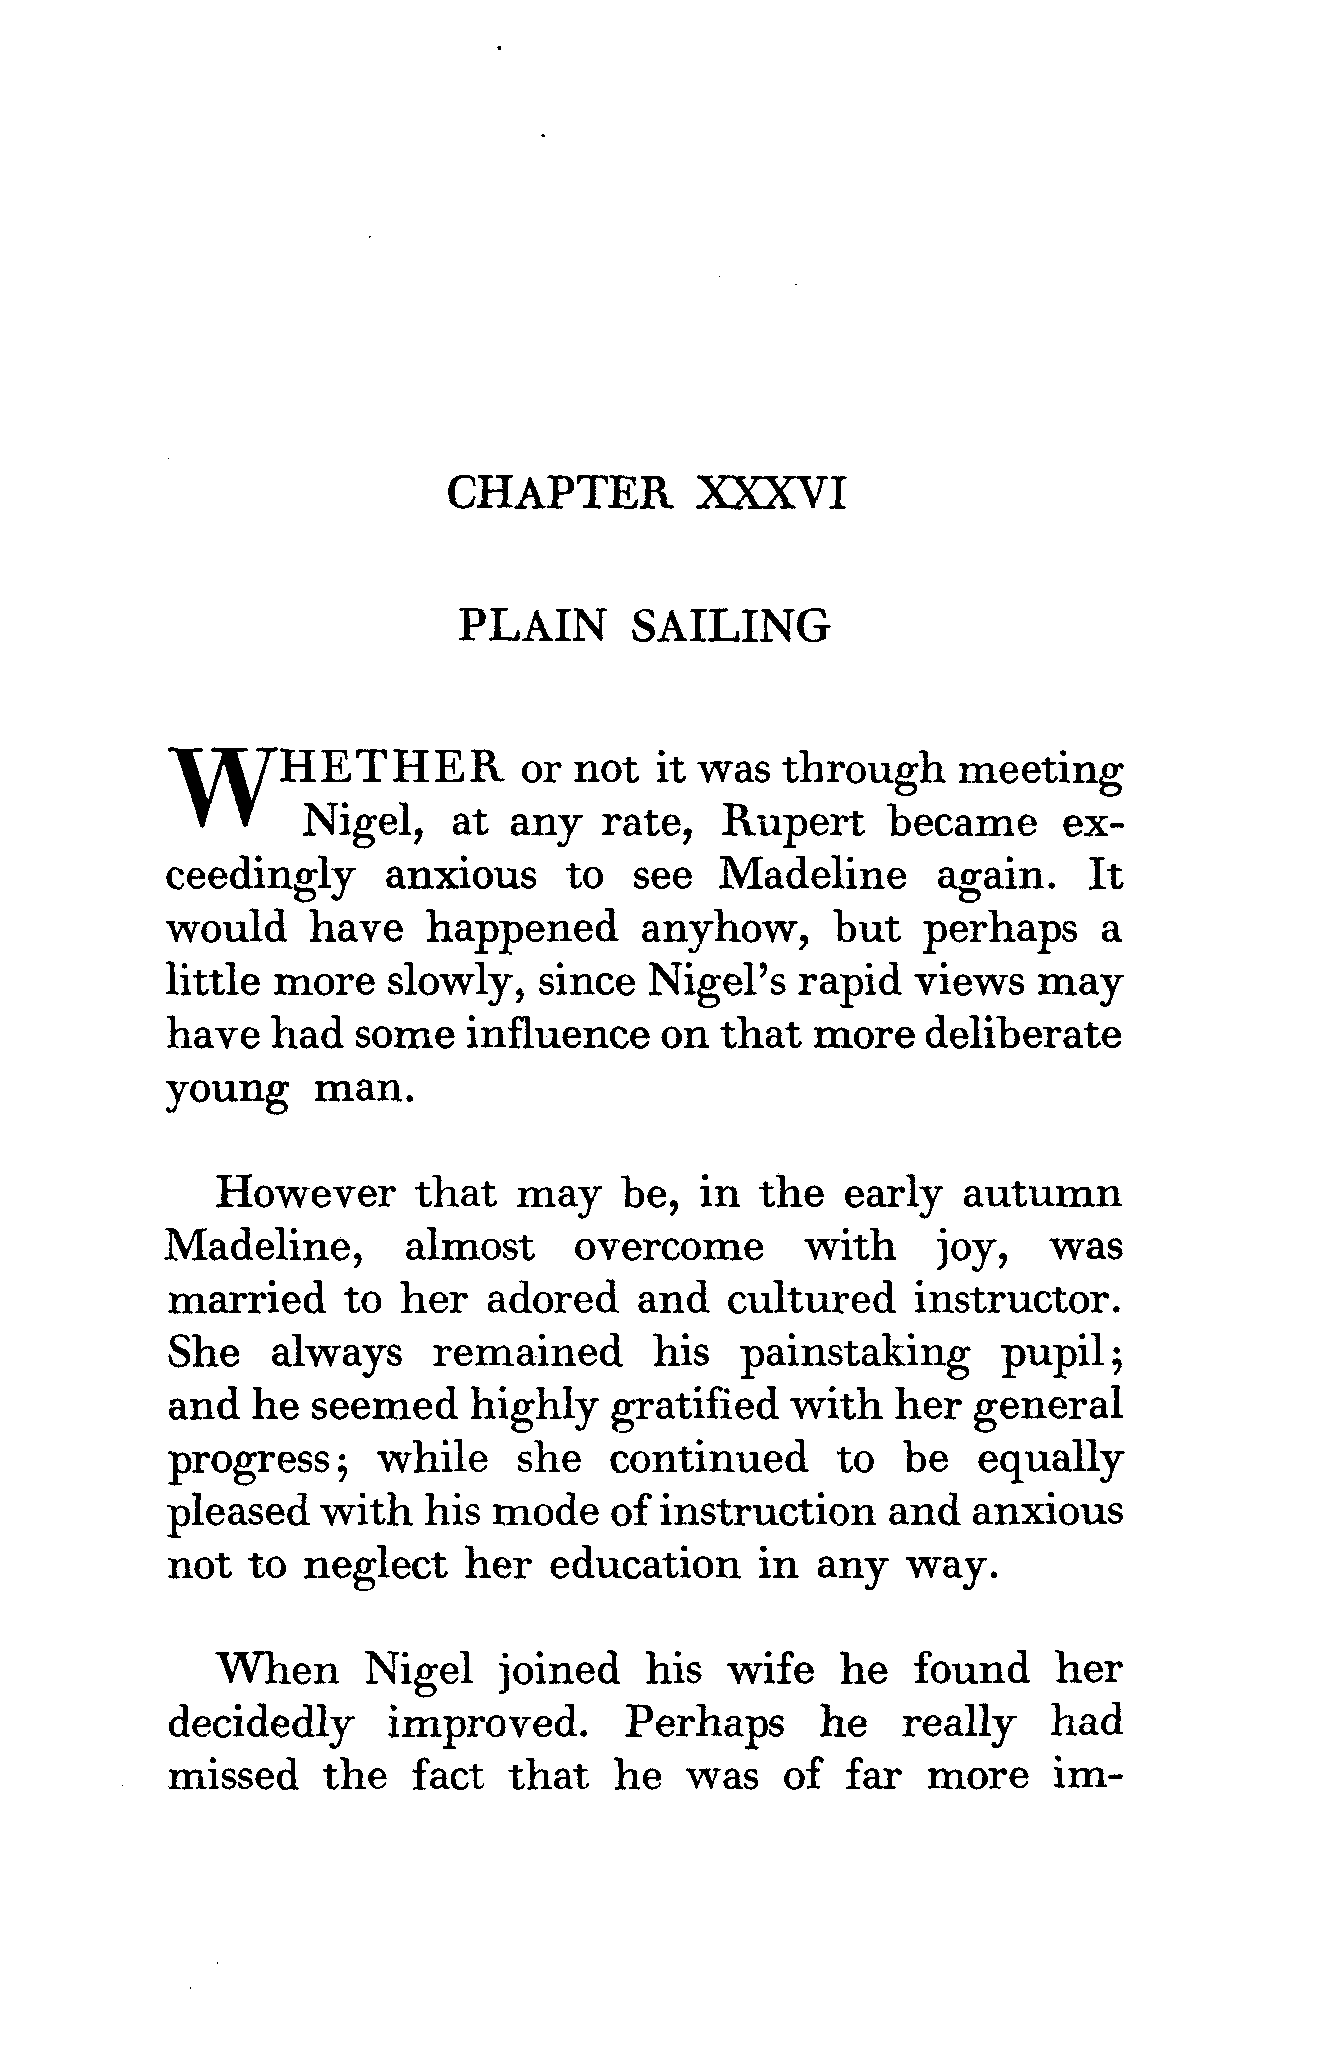 CHAPTER XXXVI
PLAIN SAILING
WHETHER or not it was through meeting
Nigel, at any rate, Rupert became ex-
ceedingly anxious to see Madeline again. It
would have happened anyhow, but perhaps a
little more slowly, since Nigel's rapid views may
have had some influence on that more deliberate
young man.
However that may be, in the early autumn
Madeline, almost overcome with joy, was
married to her adored and cultured instructor.
She always remained his painstaking pupil;
and he seemed highly gratified with her general
progress; while she continued to be equally
pleased with his mode of instruction and anxious
not to neglect her education in any way.
When Nigel joined his wife he found her
decidedly improved. Perhaps he really had
missed the fact that he was of far more im-